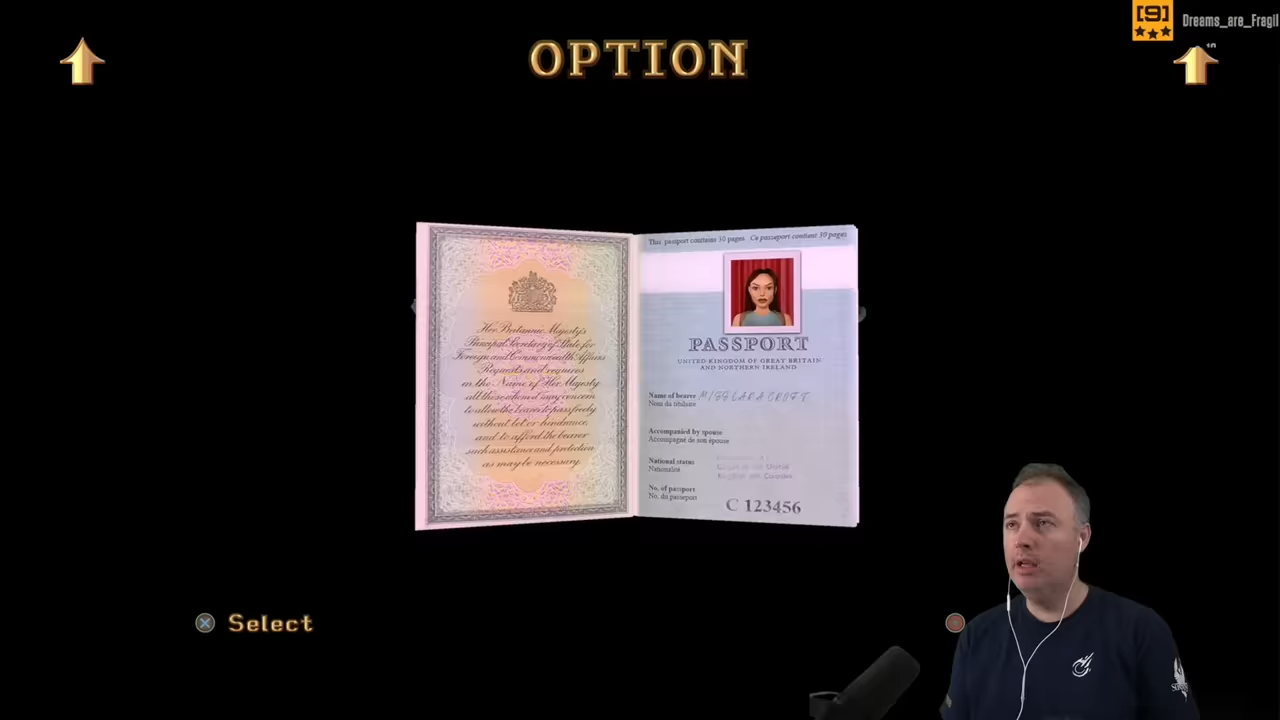 [9]
Dreams_are_Fragil
OPTION
Her Britannic Majesty's
Principal Secretary of State for
Foreign and Commonwealth Affairs
Requests and requires
in the Name of Her Majesty
all those whom it may concern
to allow the bearer to pass freely
without let or hindrance,
and to afford the bearer
such assistance and protection
as may be necessary.
This passport contains 30 pages Ce passeport contient 30 pages
PASSPORT
UNITED KINGDOM OF GREAT BRITAIN
AND NORTHERN IRELAND
Name of bearer MISS LARA CROFT
Nom du titulaire
Accompanied by spouse
Accompagné de son épouse
National status
Nationalité
No. of passport
No. du passeport
C 123456
Select